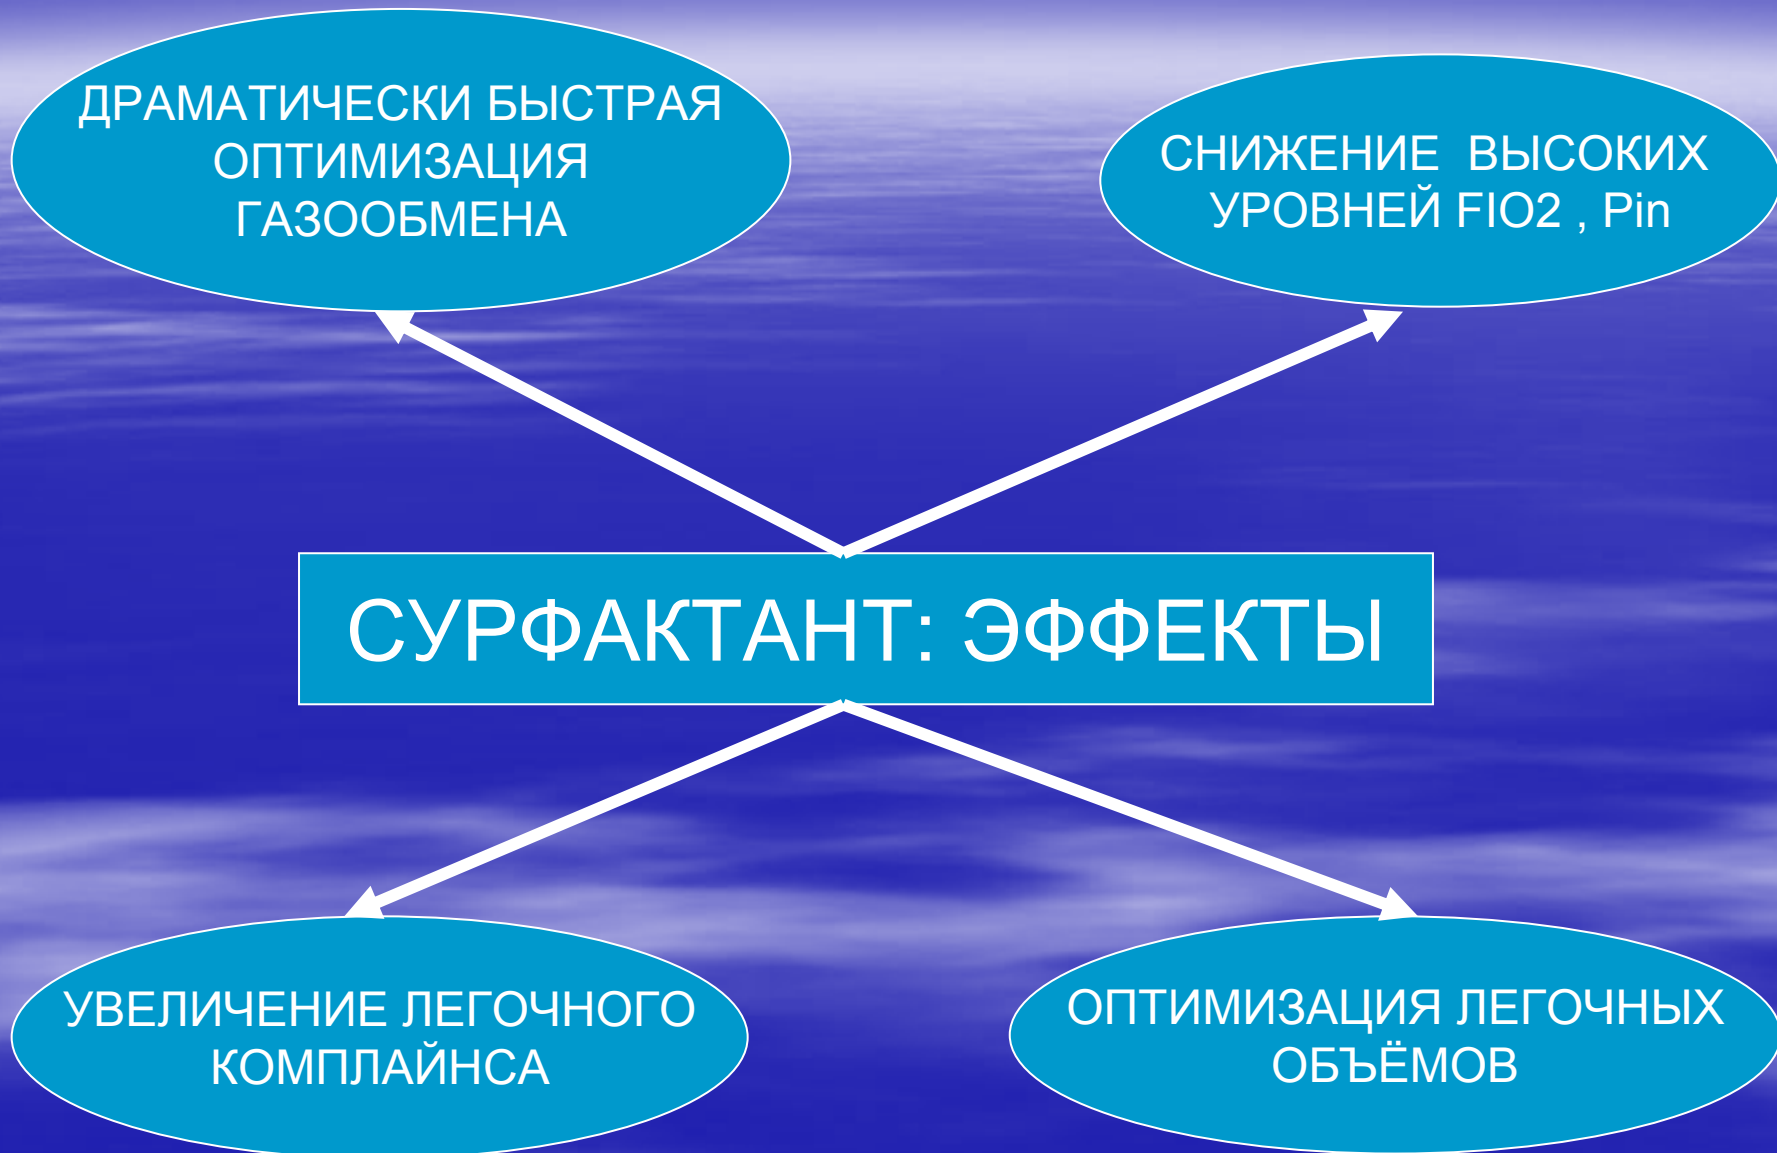 ДРАМАТИЧЕСКИ БЫСТРАЯ
ОПТИМИЗАЦИЯ
ГАЗООБМЕНА
СНИЖЕНИЕ ВЫСОКИХ
УРОВНЕЙ FIO2 , Pin
СУРФАКТАНТ: ЭФФЕКТЫ
УВЕЛИЧЕНИЕ ЛЕГОЧНОГО
КОМПЛАЙНСА
ОПТИМИЗАЦИЯ ЛЕГОЧНЫХ
ОБЪЁМОВ